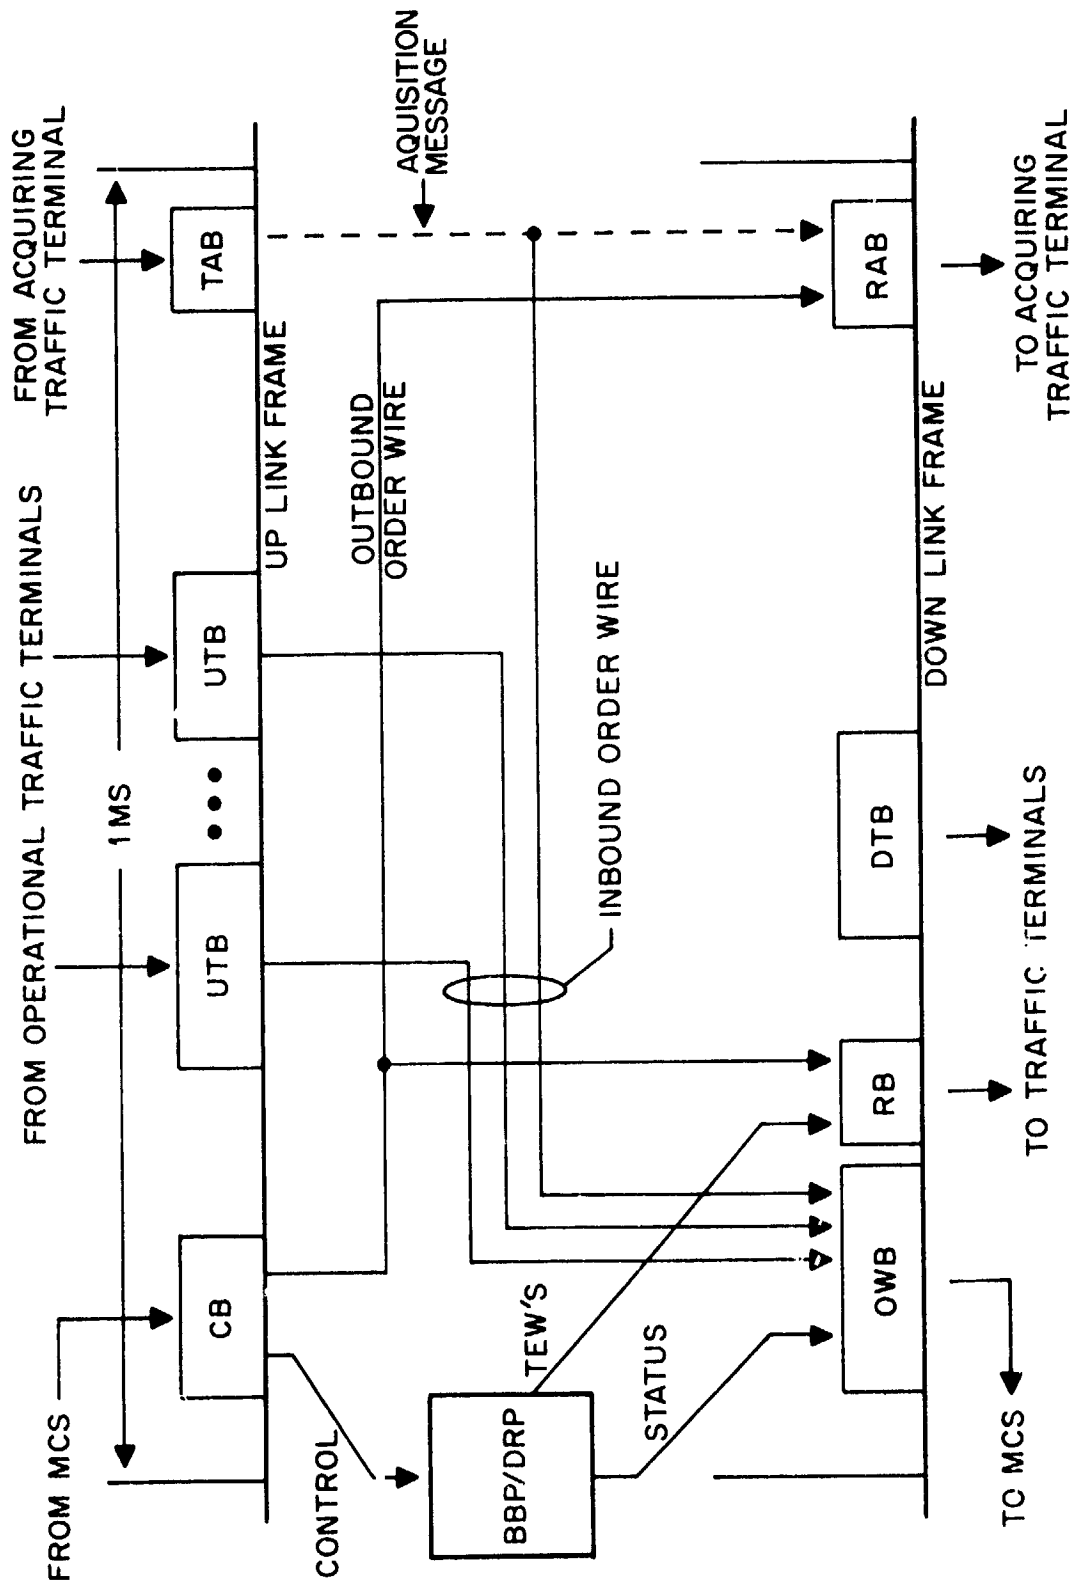 FROM MCS
FROM OPERATIONAL TRAFFIC TERMINALS
FROM ACQUIRING
TRAFFIC TERMINAL
1 MS
CB
UTB
UTB
TAB
UP LINK FRAME
CONTROL
OUTBOUND
ORDER WIRE
AQUISITION
MESSAGE
BBP/DRP
TEW'S
STATUS
INBOUND ORDER WIRE
OWB
RB
DTB
RAB
DOWN LINK FRAME
TO MCS
TO TRAFFIC TERMINALS
TO ACQUIRING
TRAFFIC TERMINAL